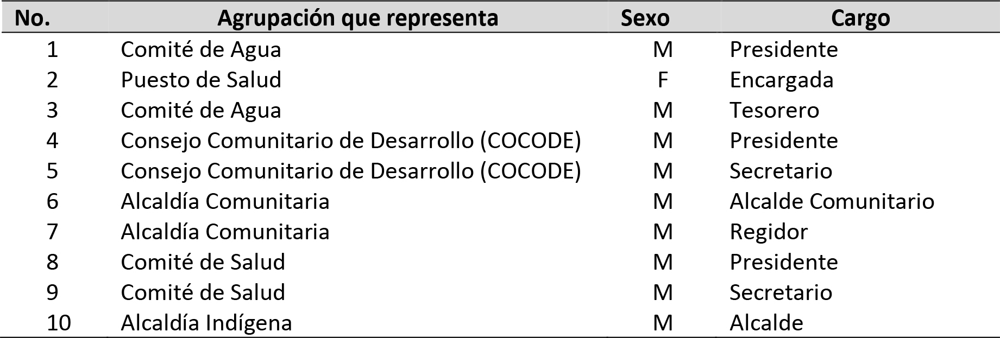 No. Agrupación que representa Sexo Cargo
1 Comité de Agua M Presidente
2 Puesto de Salud F Encargada
3 Comité de Agua M Tesorero
4 Consejo Comunitario de Desarrollo (COCODE) M Presidente
5 Consejo Comunitario de Desarrollo (COCODE) M Secretario
6 Alcaldía Comunitaria M Alcalde Comunitario
7 Alcaldía Comunitaria M Regidor
8 Comité de Salud M Presidente
9 Comité de Salud M Secretario
10 Alcaldía Indígena M Alcalde